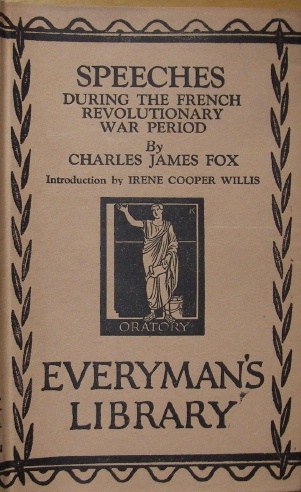 SPEECHES
DURING THE FRENCH
REVOLUTIONARY
WAR PERIOD
By
CHARLES JAMES FOX
Introduction by IRENE COOPER WILLIS
K
ORATORY
EVERYMAN'S
LIBRARY